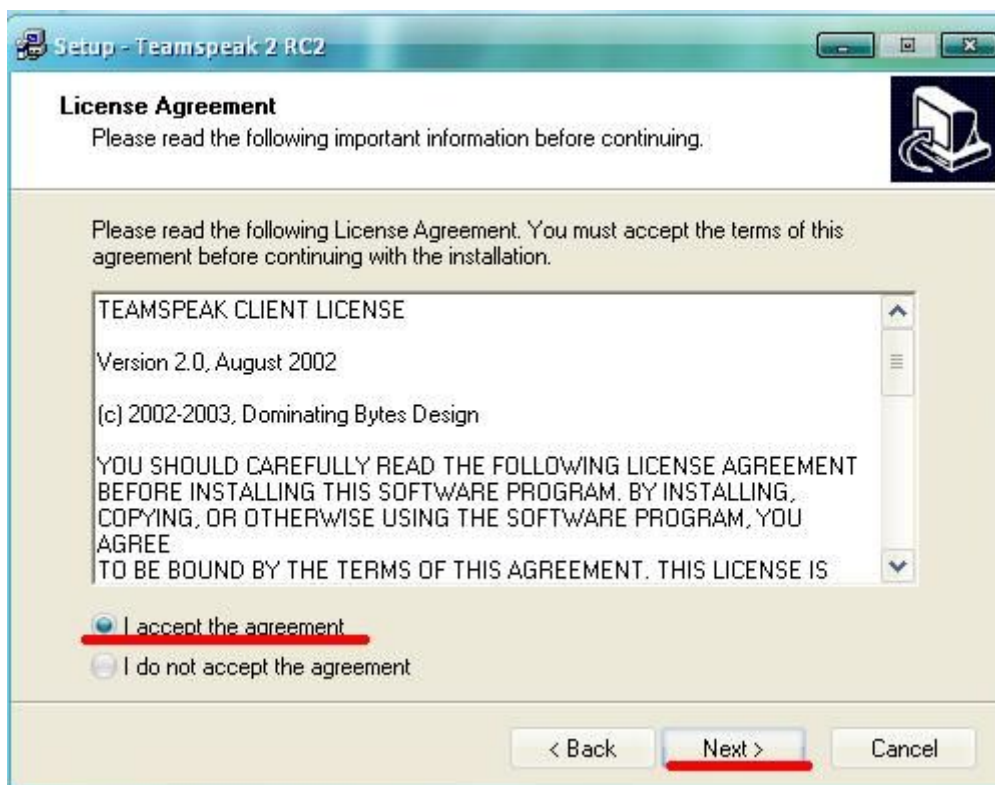 Setup - Teamspeak 2 RC2
License Agreement
Please read the following important information before continuing.
Please read the following License Agreement. You must accept the terms of this
agreement before continuing with the installation.
TEAMSPEAK CLIENT LICENSE
Version 2.0, August 2002
(c) 2002-2003, Dominating Bytes Design
YOU SHOULD CAREFULLY READ THE FOLLOWING LICENSE AGREEMENT
BEFORE INSTALLING THIS SOFTWARE PROGRAM. BY INSTALLING,
COPYING, OR OTHERWISE USING THE SOFTWARE PROGRAM, YOU
AGREE
TO BE BOUND BY THE TERMS OF THIS AGREEMENT. THIS LICENSE IS
I accept the agreement
I do not accept the agreement
< Back Next > Cancel